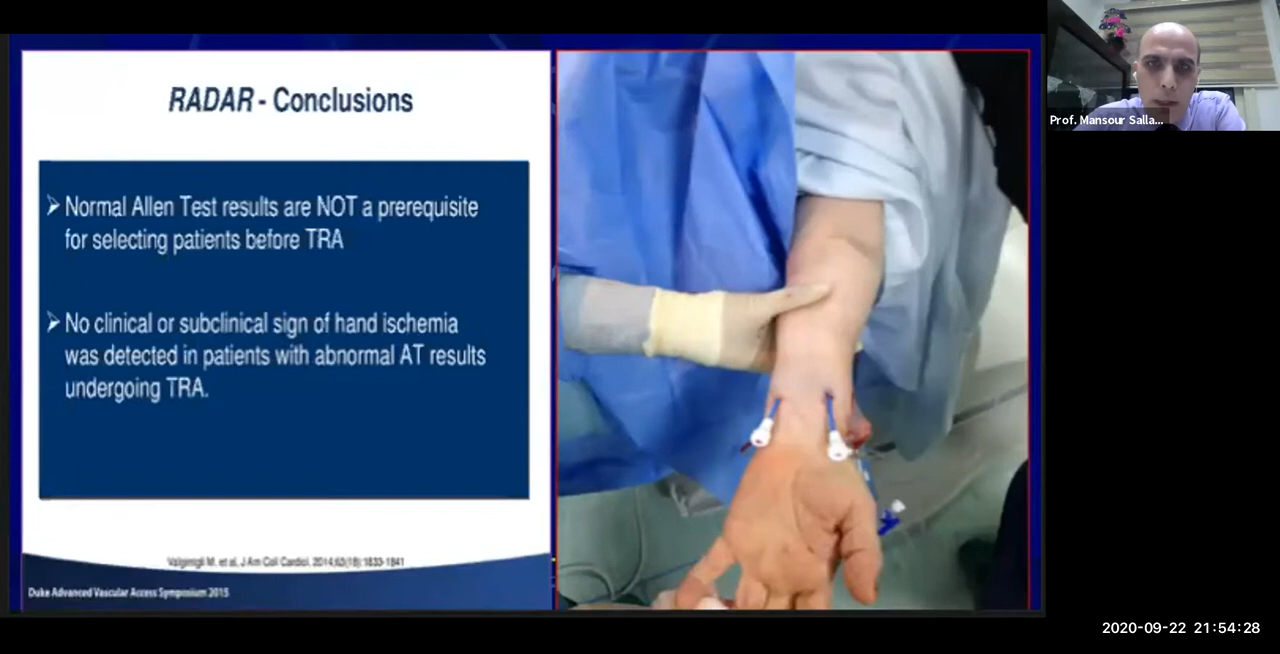 RADAR - Conclusions
Normal Allen Test results are NOT a prerequisite
for selecting patients before TRA
No clinical or subclinical sign of hand ischemia
was detected in patients with abnormal AT results
undergoing TRA.
Valgimigli M. et al, J Am Coll Cardiol. 2014;63(18):1833-1841
Duke Advanced Vascular Access Symposium 2015
Prof. Mansour Salla...
2020-09-22 21:54:28